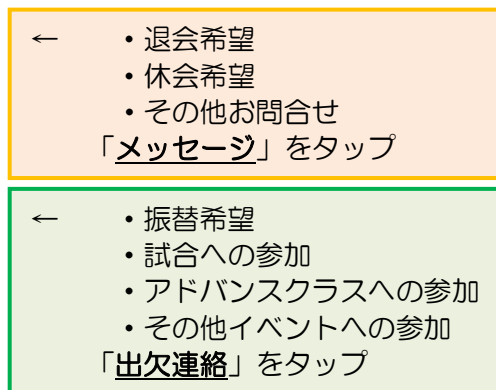 ← ・退会希望
・休会希望
・その他お問合せ
「メッセージ」をタップ
← ・振替希望
・試合への参加
・アドバンスクラスへの参加
・その他イベントへの参加
「出欠連絡」をタップ